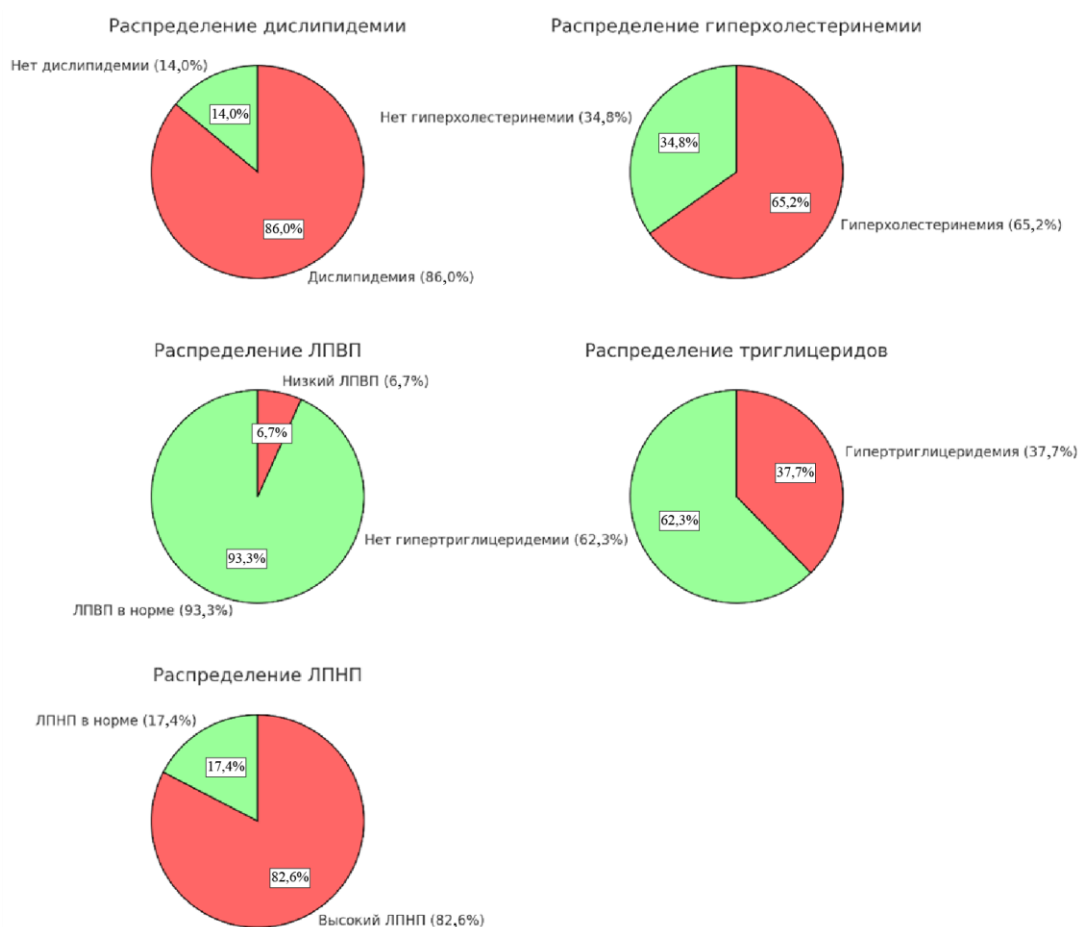 Распределение дислипидемии
Нет дислипидемии (14,0%)
14,0%
86,0%
Дислипидемия (86,0%)
Распределение гиперхолестеринемии
Нет гиперхолестеринемии (34,8%)
34,8%
65,2%
Гиперхолестеринемия (65,2%)
Распределение ЛПВП
Низкий ЛПВП (6,7%)
6,7%
93,3%
ЛПВП в норме (93,3%)
Распределение триглицеридов
Гипертриглицеридемия (37,7%)
37,7%
62,3%
Нет гипертриглицеридемии (62,3%)
Распределение ЛПНП
ЛПНП в норме (17,4%)
17,4%
82,6%
Высокий ЛПНП (82,6%)